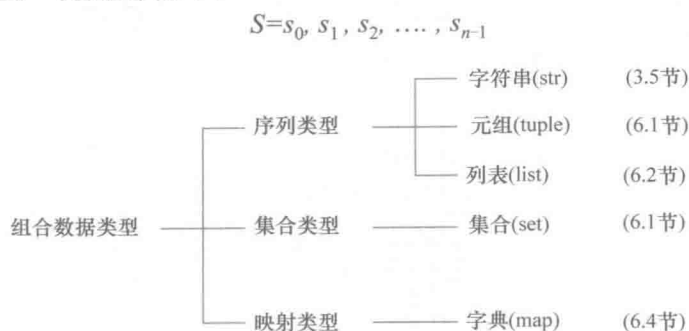 S=s₀, s₁, s₂, …. , sₙ₋₁
字符串(str) (3.5节)
序列类型 元组(tuple) (6.1节)
列表(list) (6.2节)
组合数据类型 集合类型 集合(set) (6.1节)
映射类型 字典(map) (6.4节)